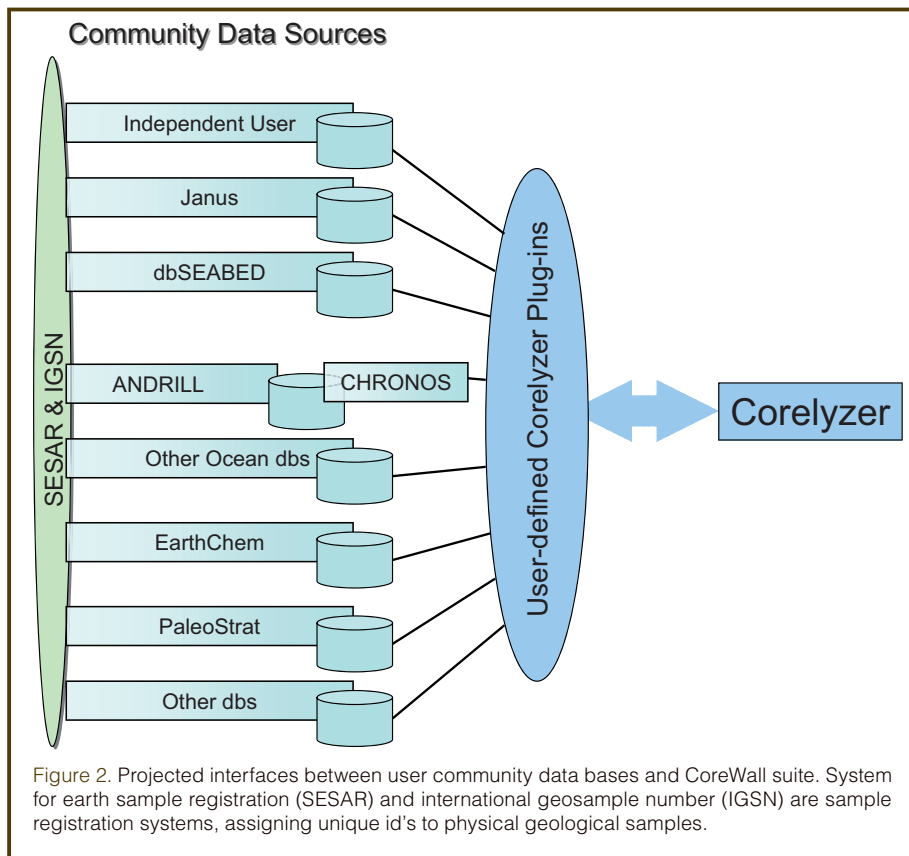 Community Data Sources
Independent User
Janus
dbSEABED
ANDRILL
CHRONOS
Other Ocean dbs
EarthChem
PaleoStrat
Other dbs
SESAR & IGSN
User-defined Corelyzer Plug-ins
Corelyzer
Figure 2. Projected interfaces between user community data bases and CoreWall suite. System
for earth sample registration (SESAR) and international geosample number (IGSN) are sample
registration systems, assigning unique id's to physical geological samples.